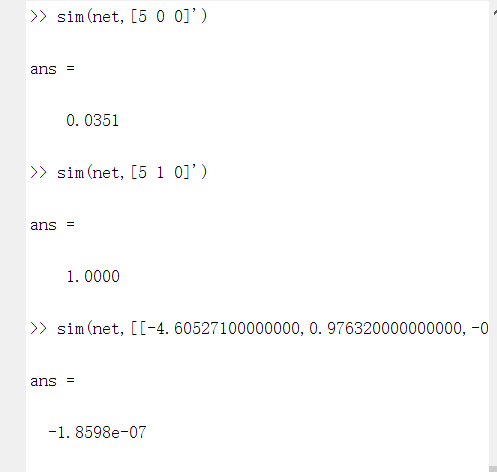 >> sim(net,[5 0 0]')
ans =
0.0351
>> sim(net,[5 1 0]')
ans =
1.0000
>> sim(net,[[-4.60527100000000,0.976320000000000,-0
ans =
-1.8598e-07